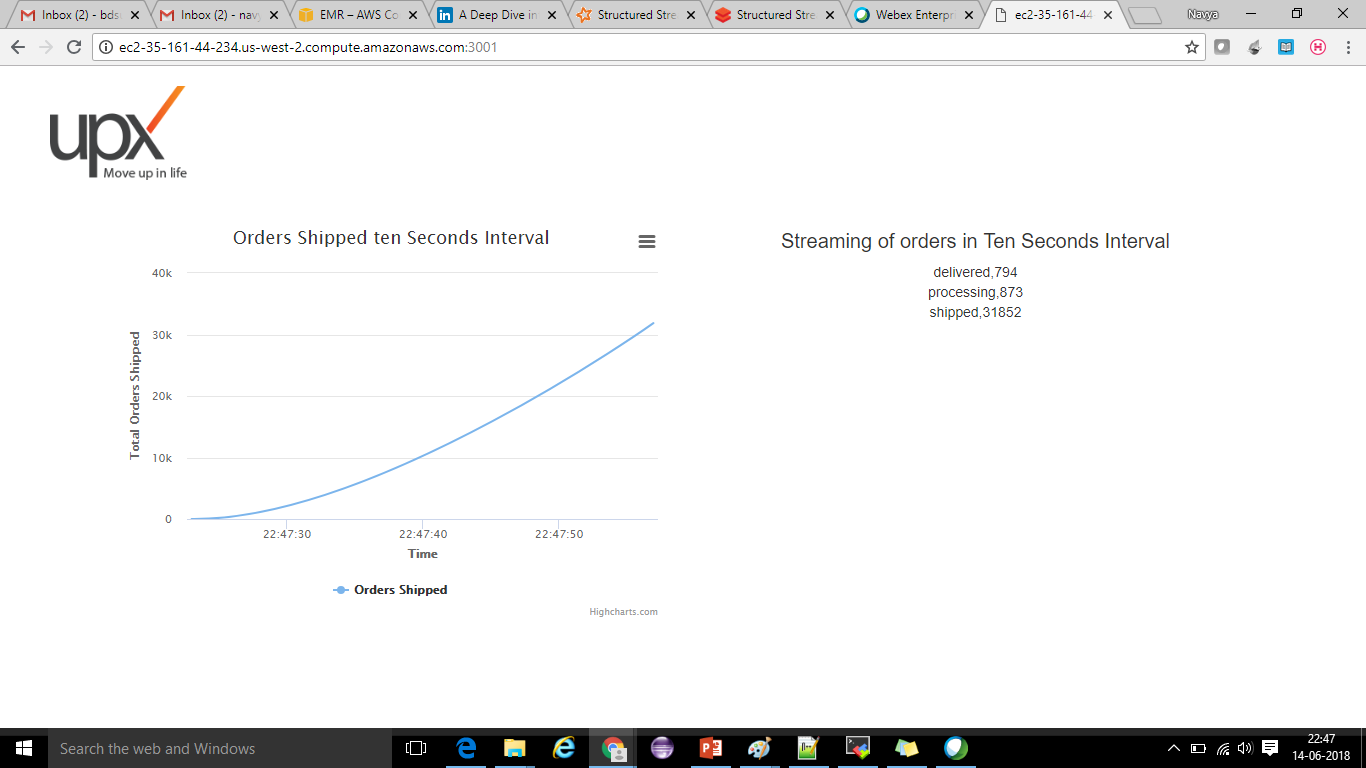 Inbox (2) - bds
Inbox (2) - nav
EMR – AWS Co
A Deep Dive in
Structured Stre
Structured Stre
Webex Enterpr
ec2-35-161-44
Navya
ec2-35-161-44-234.us-west-2.compute.amazonaws.com:3001
upx
Move up in life
Orders Shipped ten Seconds Interval
40k
30k
20k
10k
0
Total Orders Shipped
22:47:30 22:47:40 22:47:50
Time
Orders Shipped
Highcharts.com
Streaming of orders in Ten Seconds Interval
delivered,794
processing,873
shipped,31852
Search the web and Windows
22:47
14-06-2018